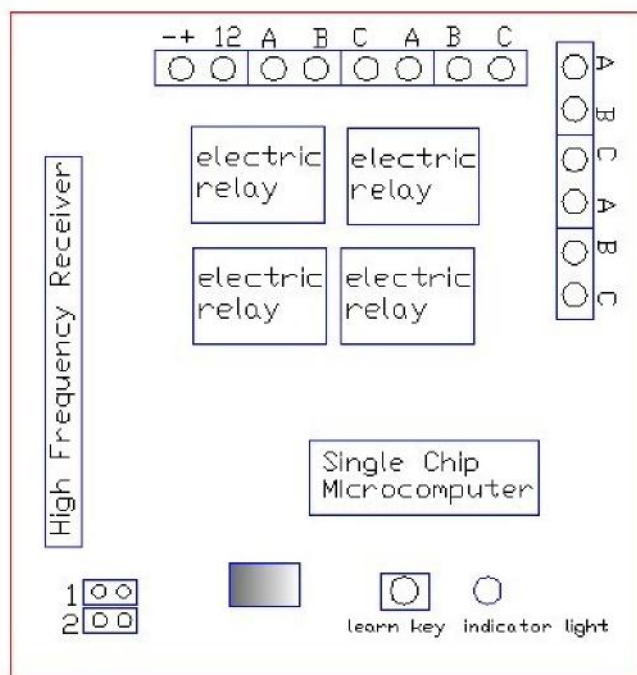 -+ 12 A B C A B C
A
B
C
A
B
C
electric
relay
electric
relay
electric
relay
electric
relay
High Frequency Receiver
Single Chip
Microcomputer
1
2
learn key
indicator light